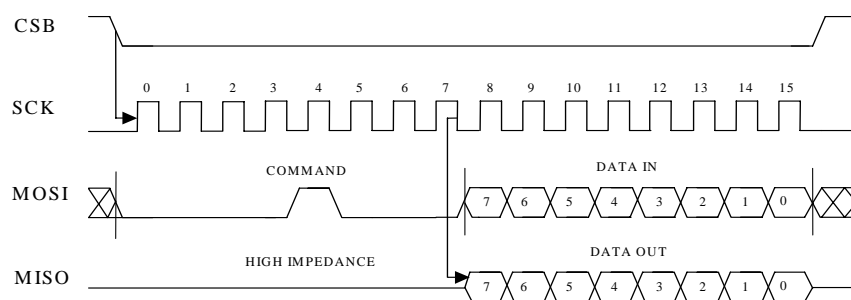 CSB
0 1 2 3 4 5 6 7 8 9 10 11 12 13 14 15
SCK
COMMAND DATA IN
MOSI 7 6 5 4 3 2 1 0
HIGH IMPEDANCE DATA OUT
MISO 7 6 5 4 3 2 1 0